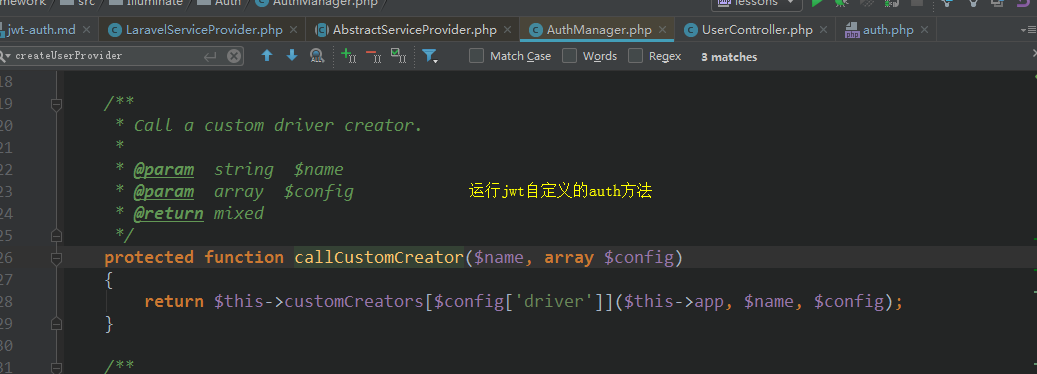 mework src Illuminate Auth AuthManager.php lessons
jwt-auth.md LaravelServiceProvider.php AbstractServiceProvider.php AuthManager.php UserController.php auth.php
createUserProvider Match Case Words Regex 3 matches
18
19 /**
20 * Call a custom driver creator.
21 *
22 * @param string $name
23 * @param array $config 运行jwt自定义的auth方法
24 * @return mixed
25 */
26 protected function callCustomCreator($name, array $config)
27 {
28 return $this->customCreators[$config['driver']]($this->app, $name, $config);
29 }
30
31 /**